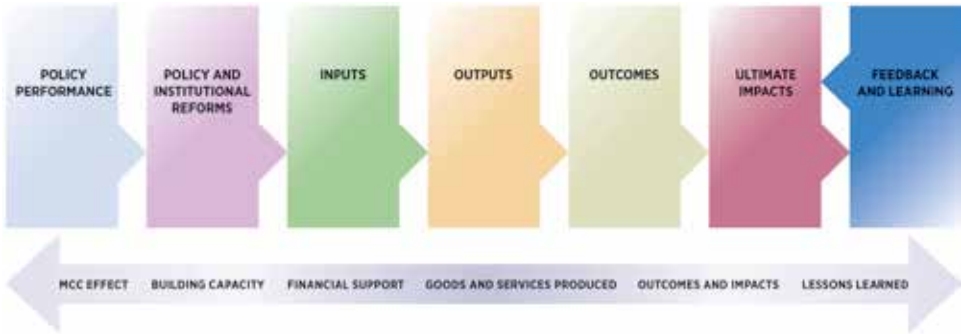 POLICY
PERFORMANCE
POLICY AND
INSTITUTIONAL
REFORMS
INPUTS
OUTPUTS
OUTCOMES
ULTIMATE
IMPACTS
FEEDBACK
AND LEARNING
MCC EFFECT BUILDING CAPACITY FINANCIAL SUPPORT GOODS AND SERVICES PRODUCED OUTCOMES AND IMPACTS LESSONS LEARNED